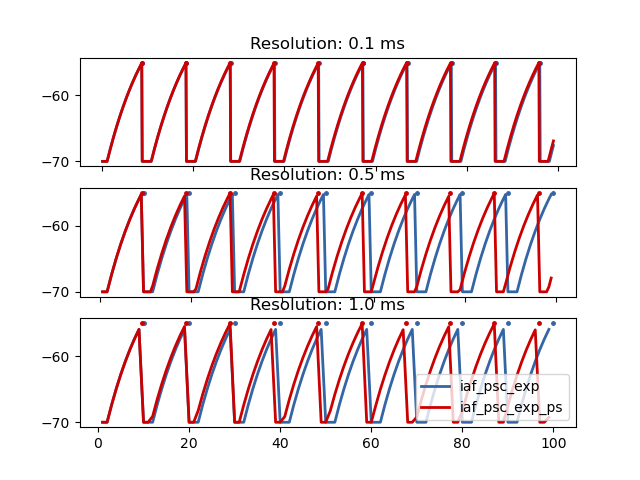 Resolution: 0.1 ms
−60
−70
Resolution: 0.5 ms
−60
−70
Resolution: 1.0 ms
−60
−70
iaf_psc_exp
iaf_psc_exp_ps
0 20 40 60 80 100